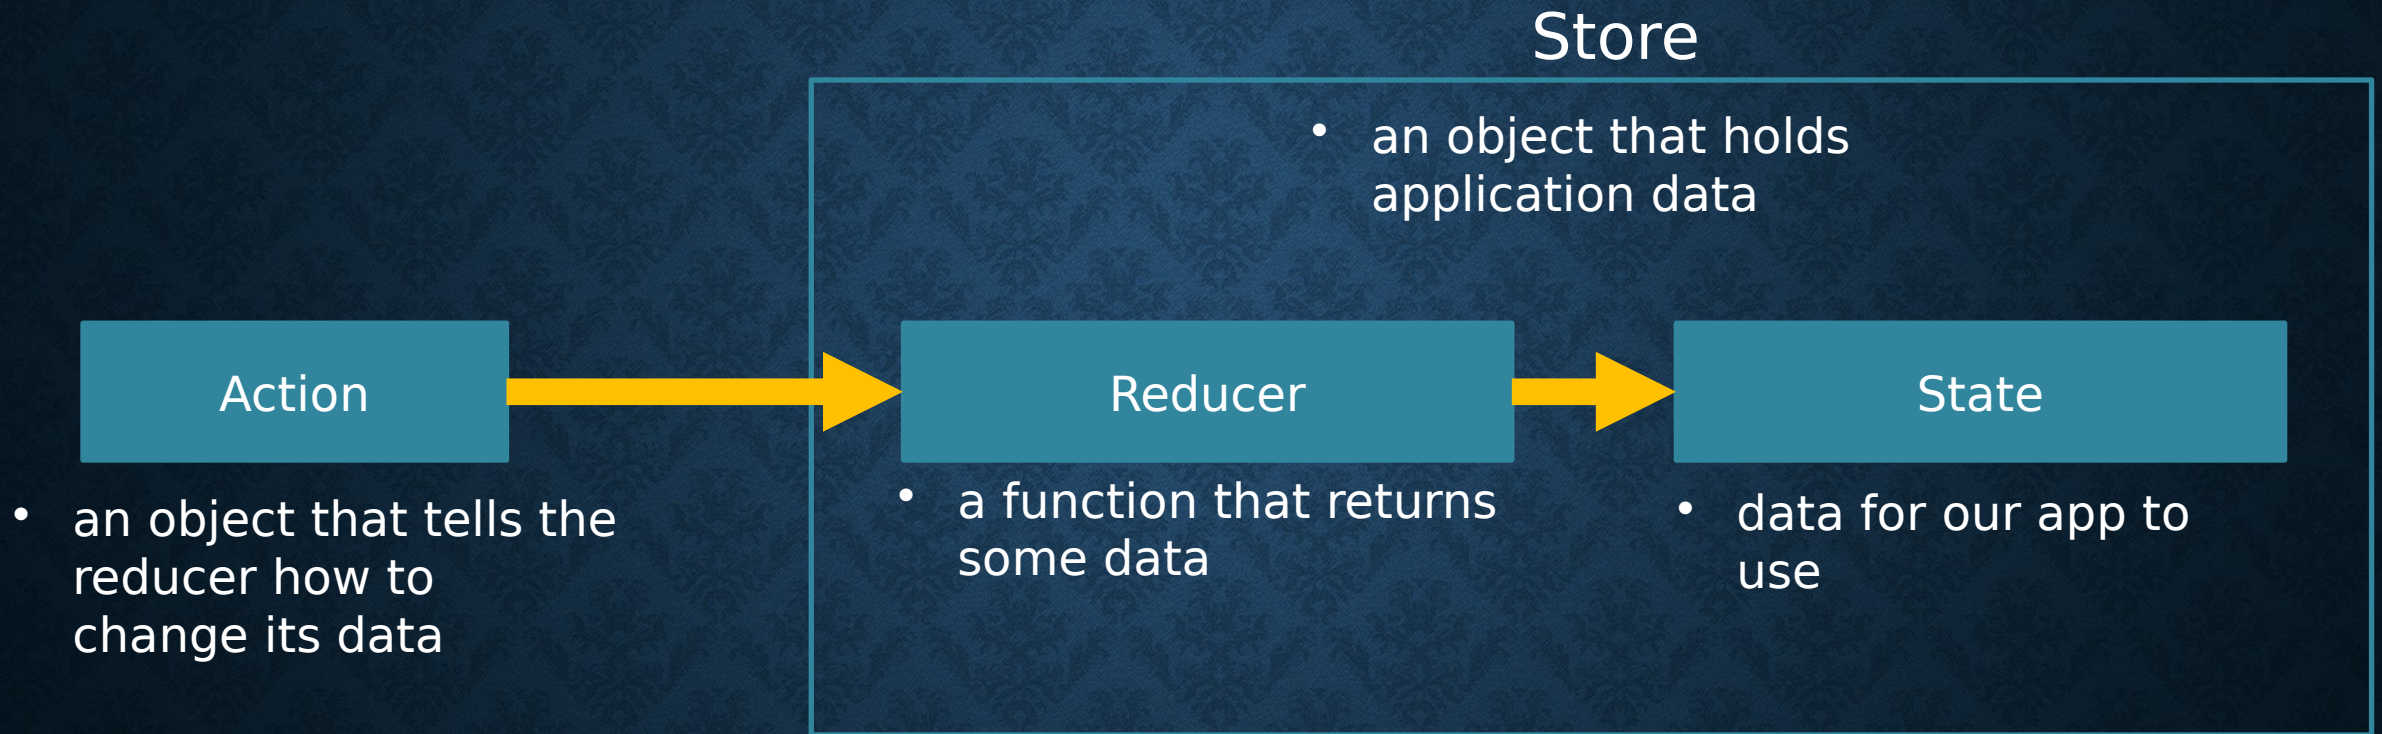 Store
• an object that holds
application data
Action
Reducer
State
• an object that tells the
reducer how to
change its data
• a function that returns
some data
• data for our app to
use